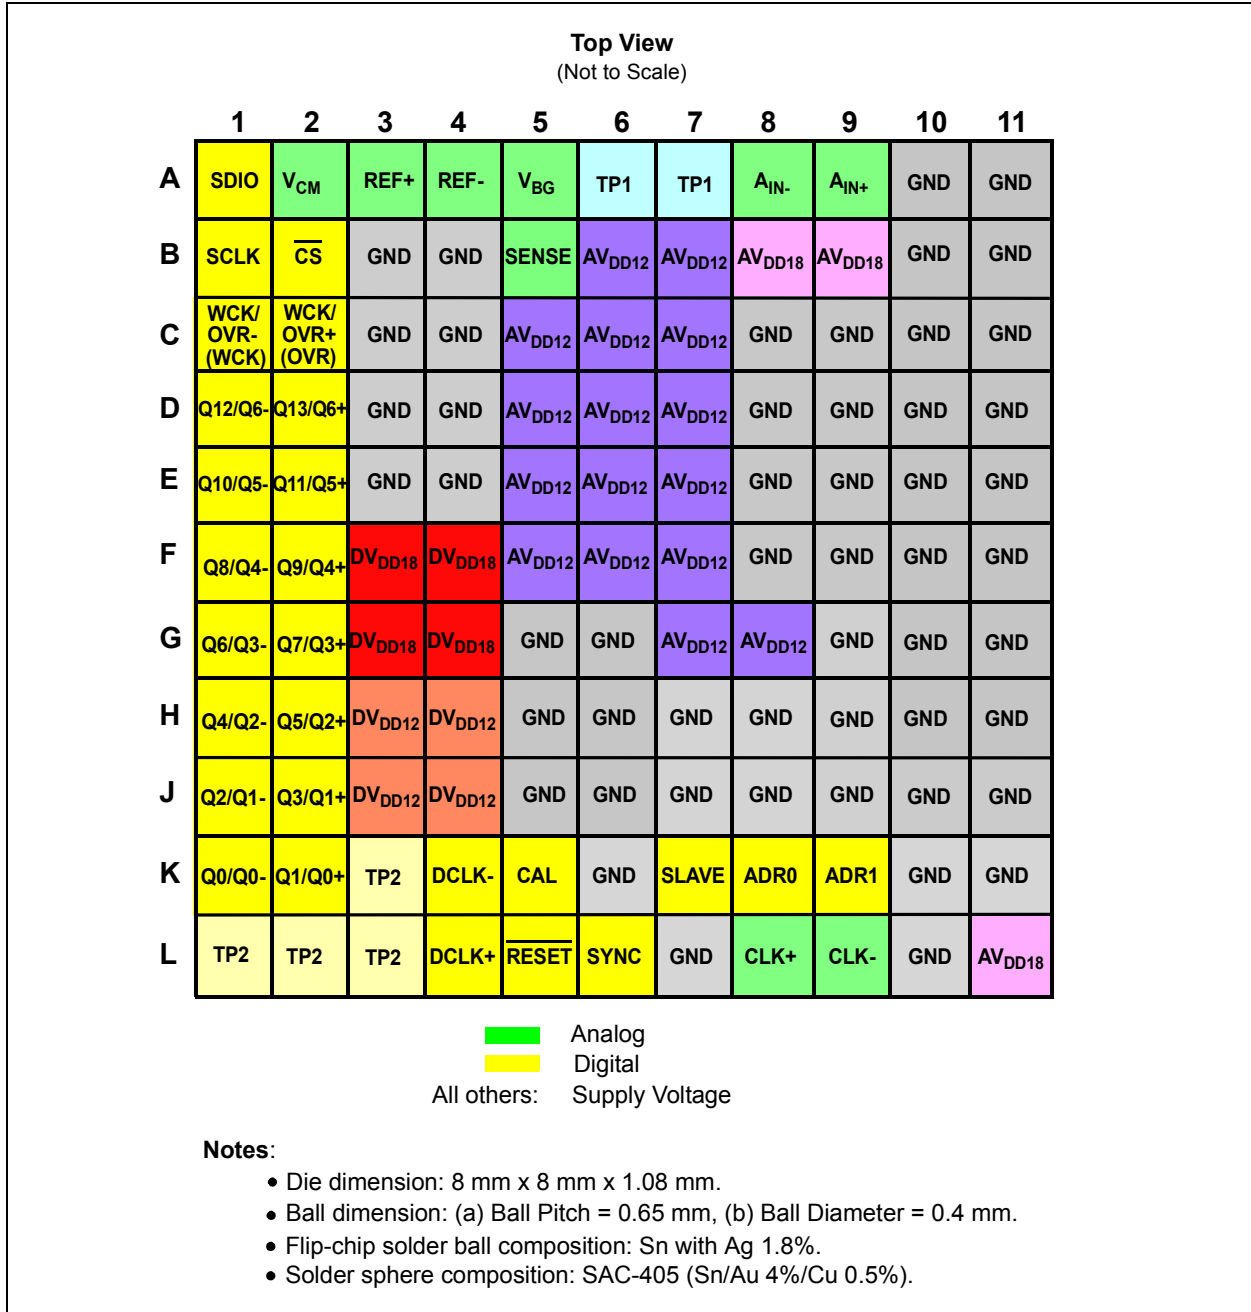 Top View
(Not to Scale)
1 2 3 4 5 6 7 8 9 10 11
A SDIO VCM REF+ REF- VBG TP1 TP1 AIN- AIN+ GND GND
B SCLK C̅S̅ GND GND SENSE AVDD12 AVDD12 AVDD18 AVDD18 GND GND
C WCK/OVR-(WCK) WCK/OVR+(OVR) GND GND AVDD12 AVDD12 AVDD12 GND GND GND GND
D Q12/Q6- Q13/Q6+ GND GND AVDD12 AVDD12 AVDD12 GND GND GND GND
E Q10/Q5- Q11/Q5+ GND GND AVDD12 AVDD12 AVDD12 GND GND GND GND
F Q8/Q4- Q9/Q4+ DVDD18 DVDD18 AVDD12 AVDD12 AVDD12 GND GND GND GND
G Q6/Q3- Q7/Q3+ DVDD18 DVDD18 GND GND AVDD12 AVDD12 GND GND GND
H Q4/Q2- Q5/Q2+ DVDD12 DVDD12 GND GND GND GND GND GND GND
J Q2/Q1- Q3/Q1+ DVDD12 DVDD12 GND GND GND GND GND GND GND
K Q0/Q0- Q1/Q0+ TP2 DCLK- CAL GND SLAVE ADR0 ADR1 GND GND
L TP2 TP2 TP2 DCLK+ R̅E̅S̅E̅T̅ SYNC GND CLK+ CLK- GND AVDD18
Analog
Digital
All others: Supply Voltage
Notes:
• Die dimension: 8 mm x 8 mm x 1.08 mm.
• Ball dimension: (a) Ball Pitch = 0.65 mm, (b) Ball Diameter = 0.4 mm.
• Flip-chip solder ball composition: Sn with Ag 1.8%.
• Solder sphere composition: SAC-405 (Sn/Au 4%/Cu 0.5%).